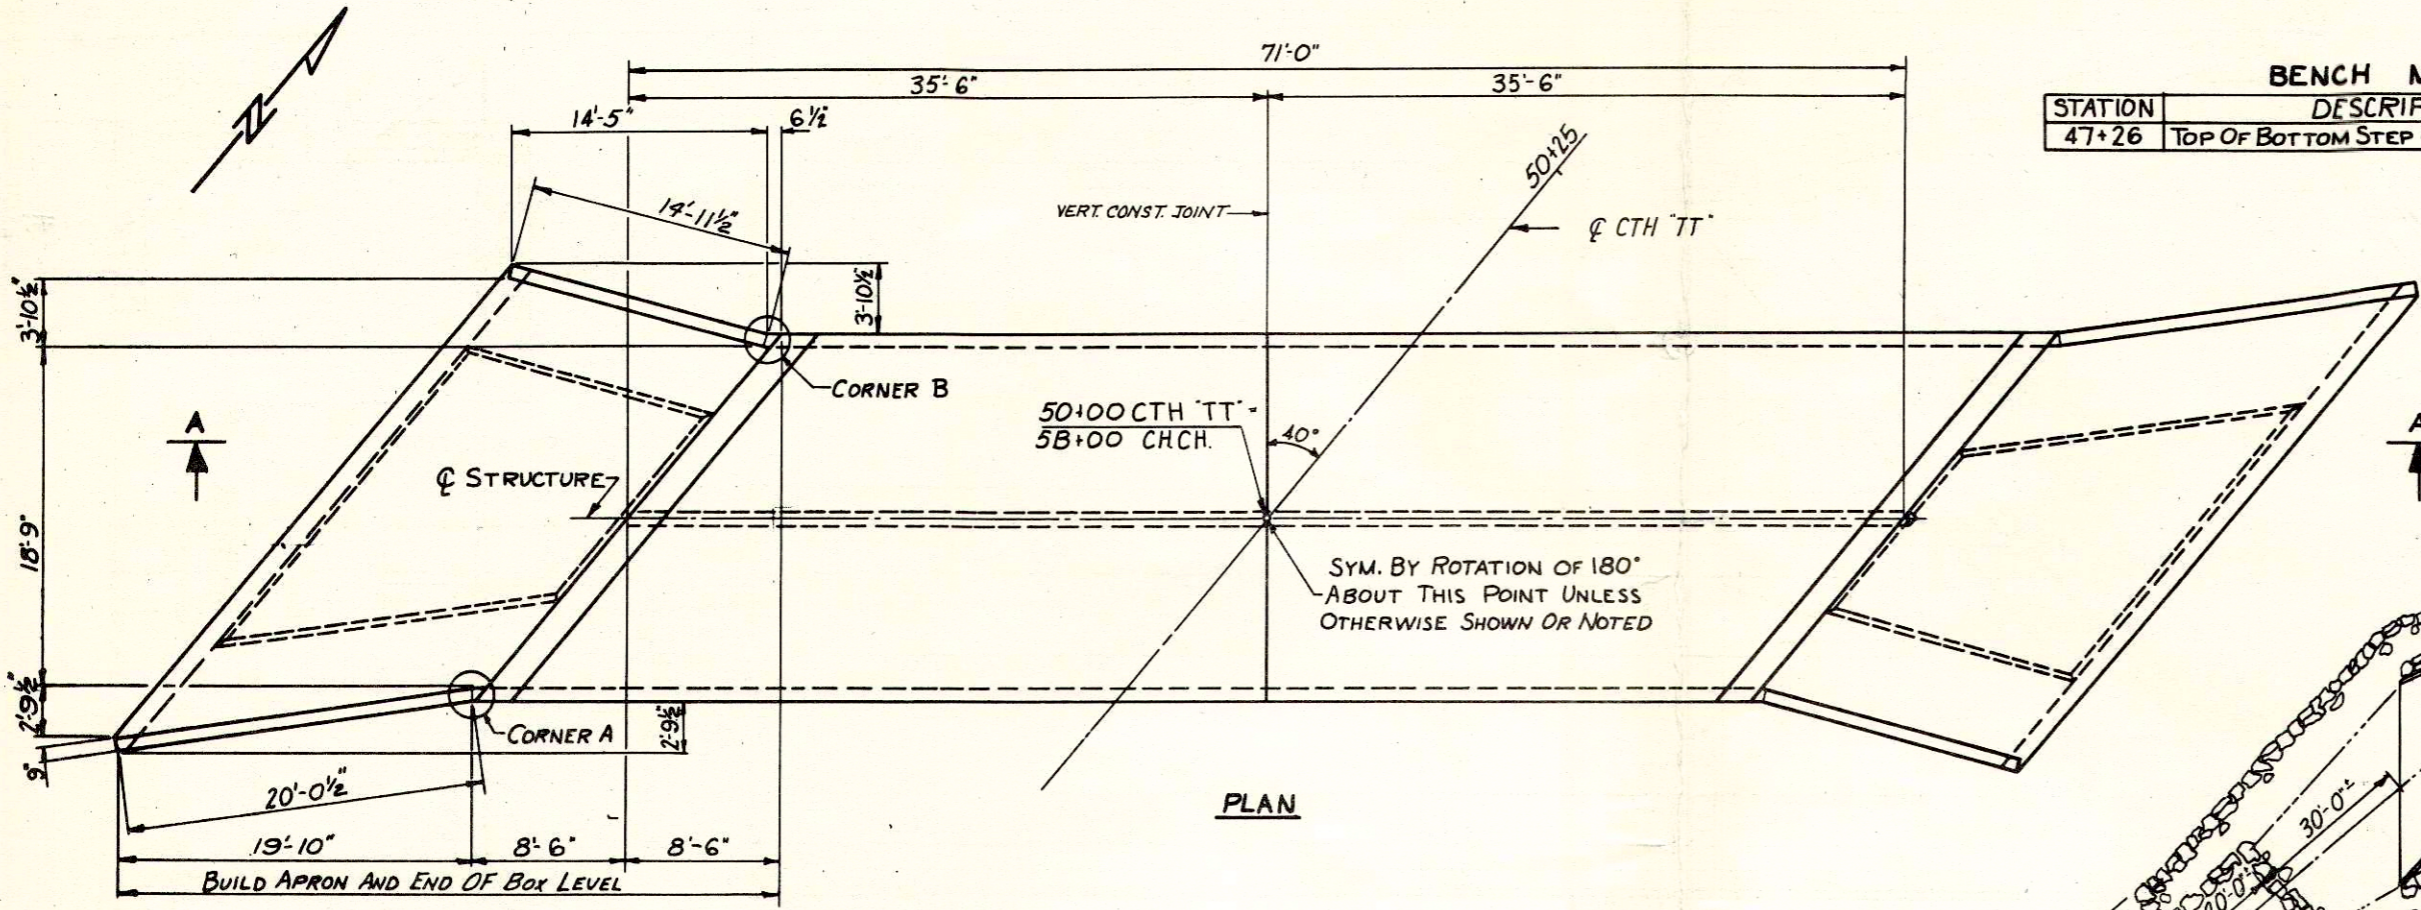 N
71'-0"
35'-6"
35'-6"
14'-5"
6½"
14'-11½"
VERT. CONST. JOINT
50+25
℄ CTH "TT"
BENCH
STATION
47+26 TOP OF BOTTOM STEP
3'-10½"
3'-10½"
CORNER B
A
A
50+00 CTH "TT" =
5B+00 CH.CH.
40°
℄ STRUCTURE
18'-9"
SYM. BY ROTATION OF 180°
ABOUT THIS POINT UNLESS
OTHERWISE SHOWN OR NOTED
2'-9½"
9"
CORNER A
2'-9½"
20'-0½"
19'-10"
8'-6"
8'-6"
BUILD APRON AND END OF BOX LEVEL
PLAN
30'-0"±